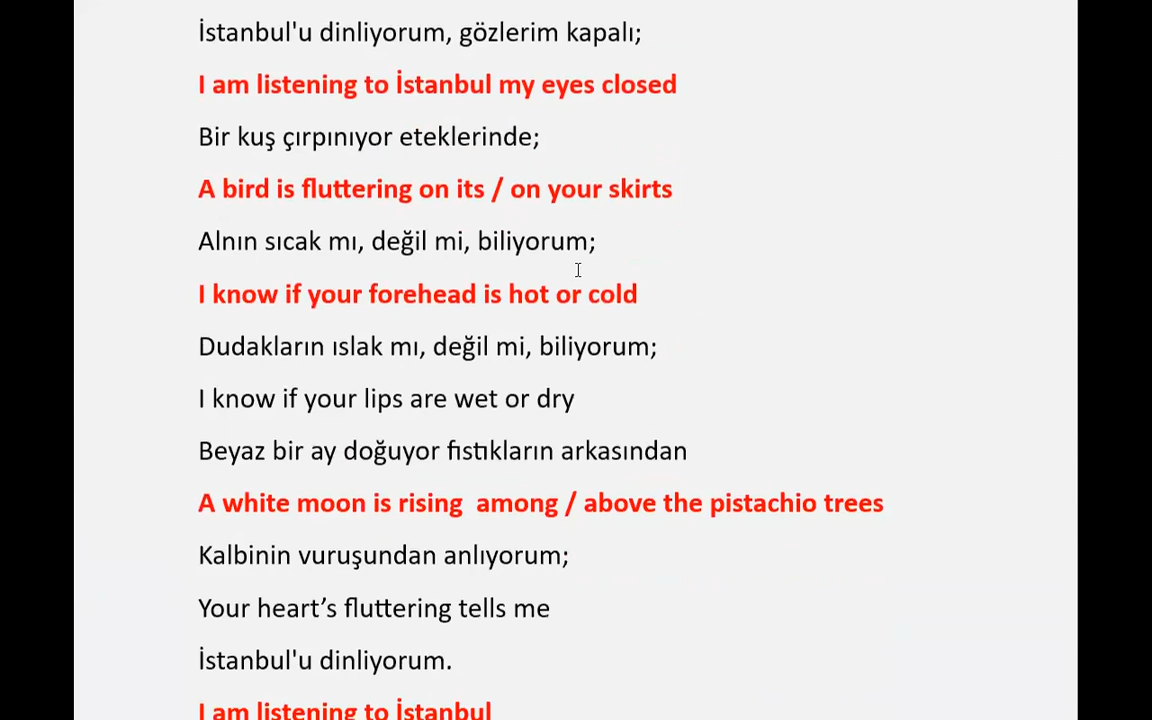 İstanbul'u dinliyorum, gözlerim kapalı;
I am listening to İstanbul my eyes closed
Bir kuş çırpınıyor eteklerinde;
A bird is fluttering on its / on your skirts
Alnın sıcak mı, değil mi, biliyorum;
I know if your forehead is hot or cold
Dudakların ıslak mı, değil mi, biliyorum;
I know if your lips are wet or dry
Beyaz bir ay doğuyor fıstıkların arkasından
A white moon is rising  among / above the pistachio trees
Kalbinin vuruşundan anlıyorum;
Your heart’s fluttering tells me
İstanbul'u dinliyorum.
I am listening to İstanbul